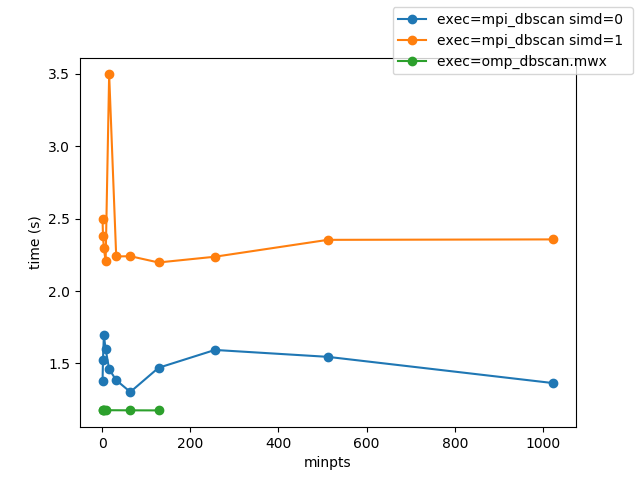 exec=mpi_dbscan simd=0
exec=mpi_dbscan simd=1
exec=omp_dbscan.mwx
3.5
3.0
2.5
2.0
1.5
time (s)
0 200 400 600 800 1000
minpts